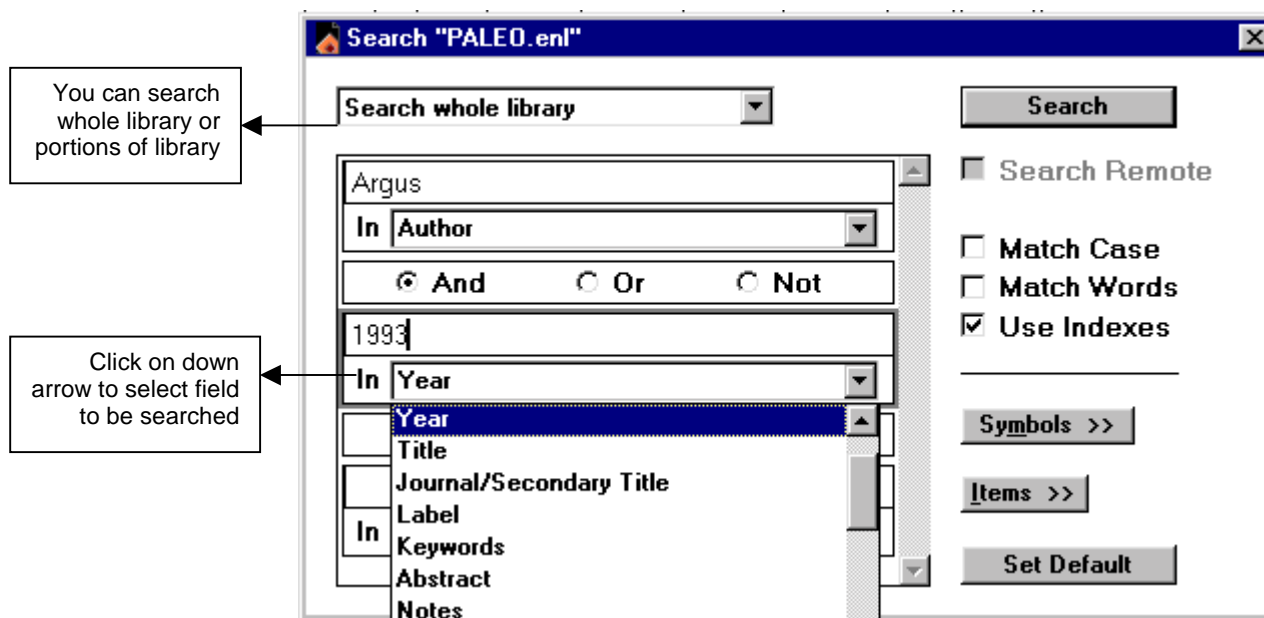 Search "PALEO.enl"
You can search
whole library or
portions of library
Search whole library
Search
Argus
In Author
And Or Not
1993
In Year
Year
Title
Journal/Secondary Title
Label
Keywords
Abstract
Notes
In
Search Remote
Match Case
Match Words
Use Indexes
Symbols >>
Items >>
Set Default
Click on down
arrow to select field
to be searched